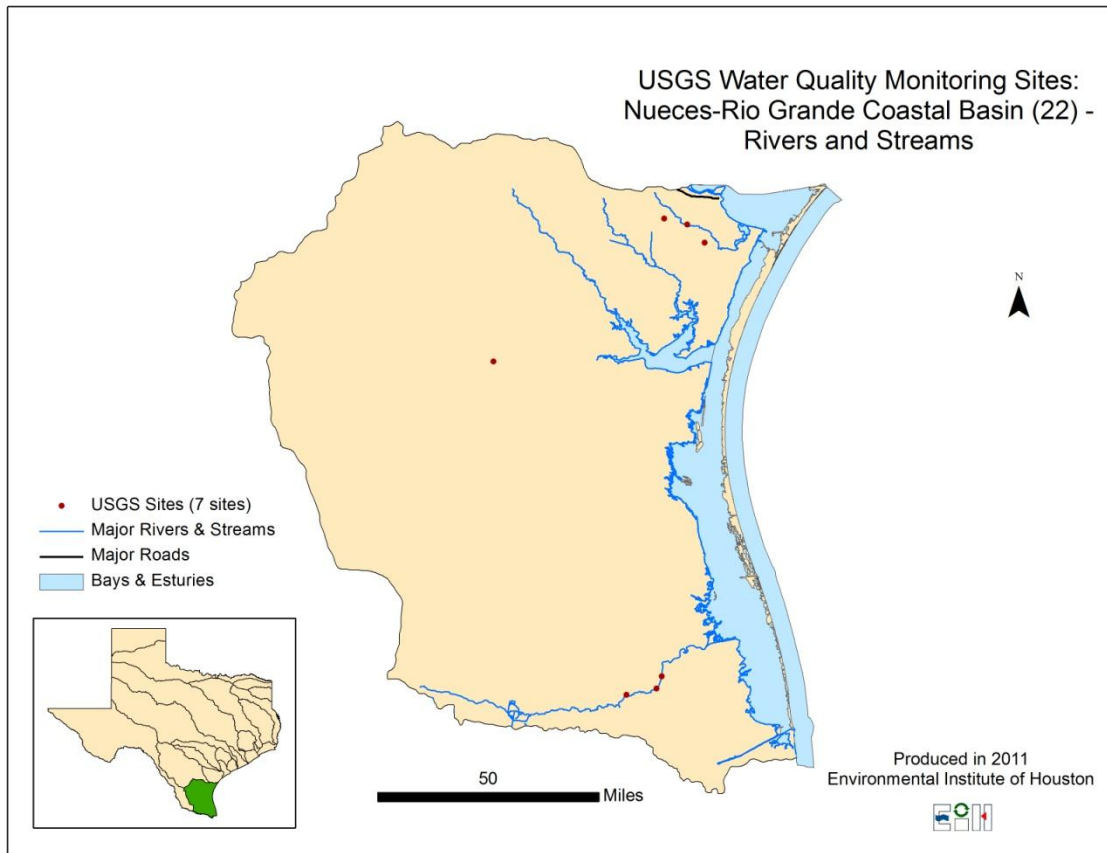 USGS Water Quality Monitoring Sites:
Nueces-Rio Grande Coastal Basin (22) -
Rivers and Streams
N
USGS Sites (7 sites)
Major Rivers & Streams
Major Roads
Bays & Esturies
50
Miles
Produced in 2011
Environmental Institute of Houston
EIH